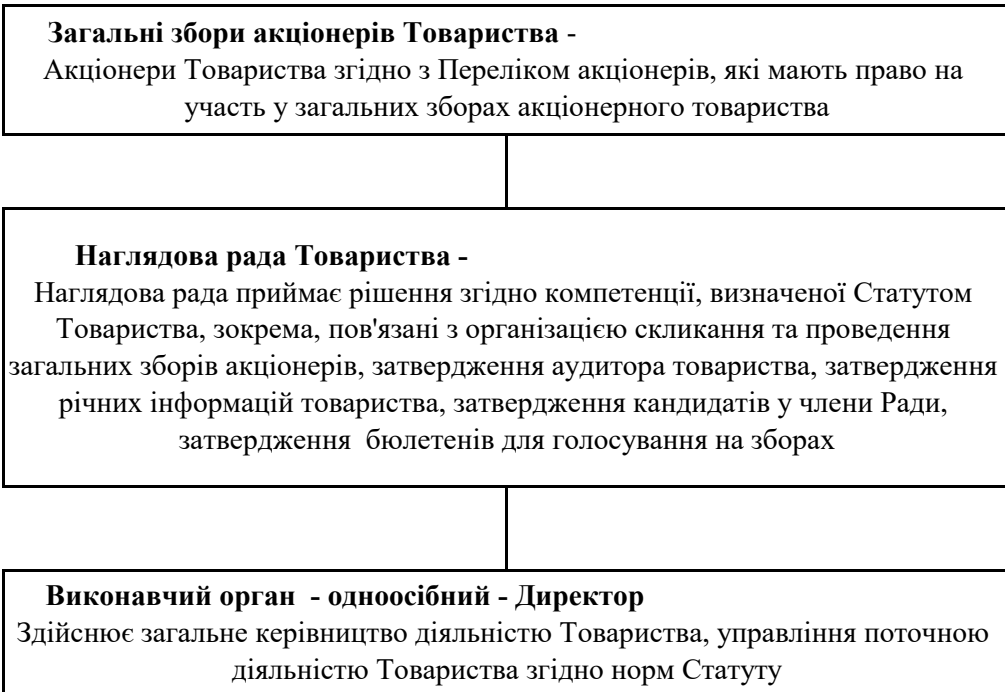 Загальні збори акціонерів Товариства -
Акціонери Товариства згідно з Переліком акціонерів, які мають право на
участь у загальних зборах акціонерного товариства
Наглядова рада Товариства -
Наглядова рада приймає рішення згідно компетенції, визначеної Статутом
Товариства, зокрема, пов'язані з організацією скликання та проведення
загальних зборів акціонерів, затвердження аудитора товариства, затвердження
річних інформацій товариства, затвердження кандидатів у члени Ради,
затвердження  бюлетенів для голосування на зборах
Виконавчий орган  - одноосібний - Директор
Здійснює загальне керівництво діяльністю Товариства, управління поточною
діяльністю Товариства згідно норм Статуту